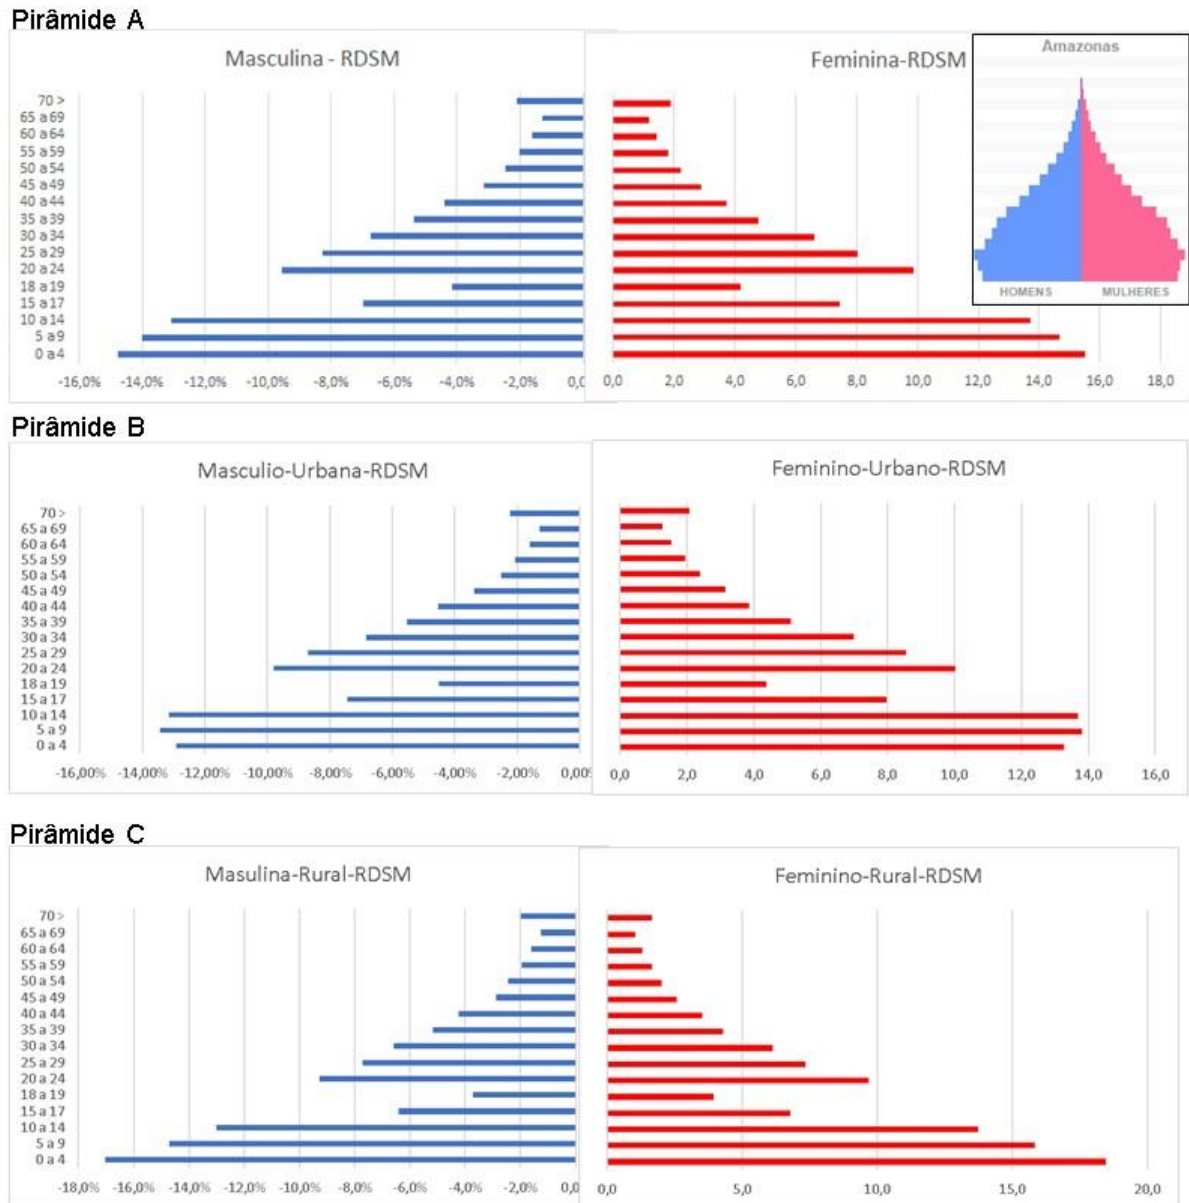 Pirâmide A
Masculina - RDSM
Feminina-RDSM
Amazonas
HOMENS MULHERES
70 >
65 a 69
60 a 64
55 a 59
50 a 54
45 a 49
40 a 44
35 a 39
30 a 34
25 a 29
20 a 24
18 a 19
15 a 17
10 a 14
5 a 9
0 a 4
-16,0% -14,0% -12,0% -10,0% -8,0% -6,0% -4,0% -2,0% 0,0
0,0 2,0 4,0 6,0 8,0 10,0 12,0 14,0 16,0 18,0
Pirâmide B
Masculio-Urbana-RDSM
Feminino-Urbano-RDSM
70 >
65 a 69
60 a 64
55 a 59
50 a 54
45 a 49
40 a 44
35 a 39
30 a 34
25 a 29
20 a 24
18 a 19
15 a 17
10 a 14
5 a 9
0 a 4
-16,00% -14,00% -12,00% -10,00% -8,00% -6,00% -4,00% -2,00% 0,00%
0,0 2,0 4,0 6,0 8,0 10,0 12,0 14,0 16,0
Pirâmide C
Masulina-Rural-RDSM
Feminino-Rural-RDSM
70 >
65 a 69
60 a 64
55 a 59
50 a 54
45 a 49
40 a 44
35 a 39
30 a 34
25 a 29
20 a 24
18 a 19
15 a 17
10 a 14
5 a 9
0 a 4
-18,0% -16,0% -14,0% -12,0% -10,0% -8,0% -6,0% -4,0% -2,0% 0,0
0,0 5,0 10,0 15,0 20,0